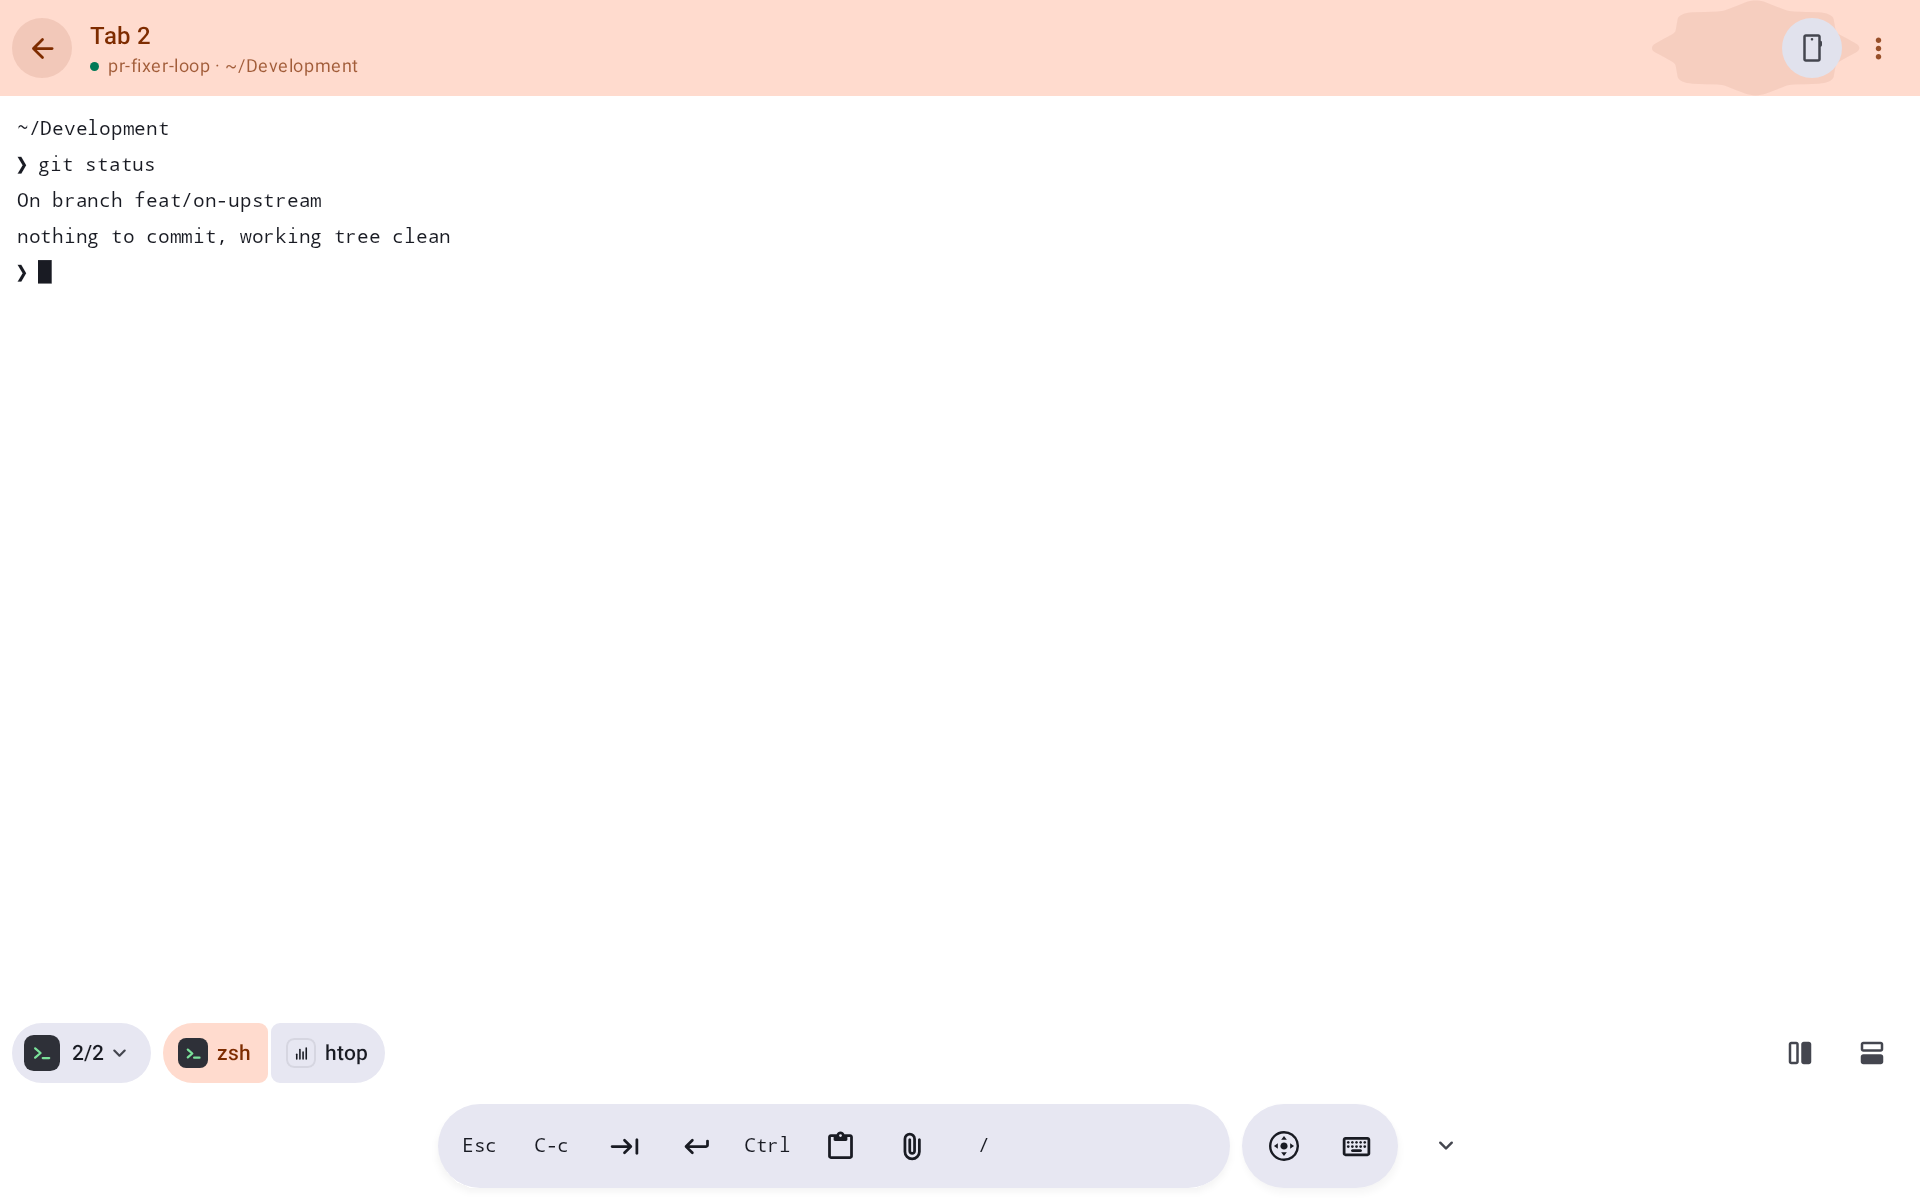 Tab 2
pr-fixer-loop · ~/Development
~/Development
❯ git status
On branch feat/on-upstream
nothing to commit, working tree clean
❯
2/2
zsh
htop
Esc
C-c
Ctrl
/